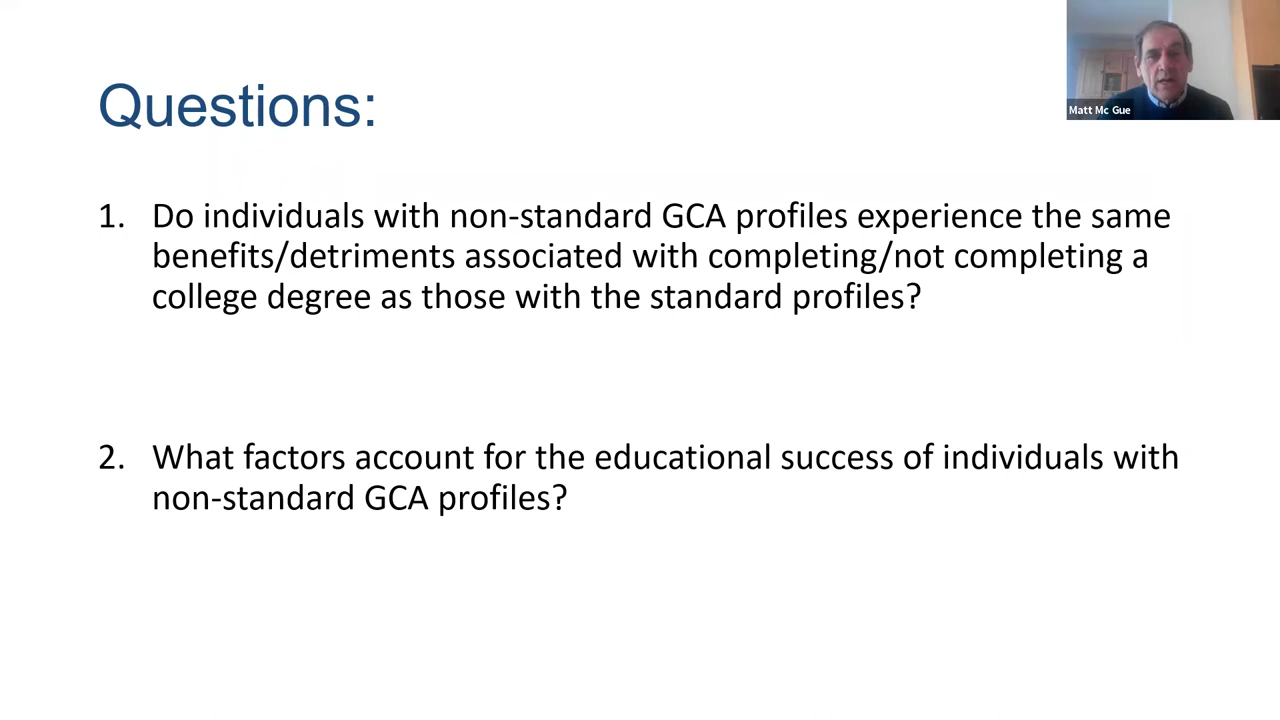 Questions:
Matt Mc Gue
1. Do individuals with non-standard GCA profiles experience the same
benefits/detriments associated with completing/not completing a
college degree as those with the standard profiles?
2. What factors account for the educational success of individuals with
non-standard GCA profiles?